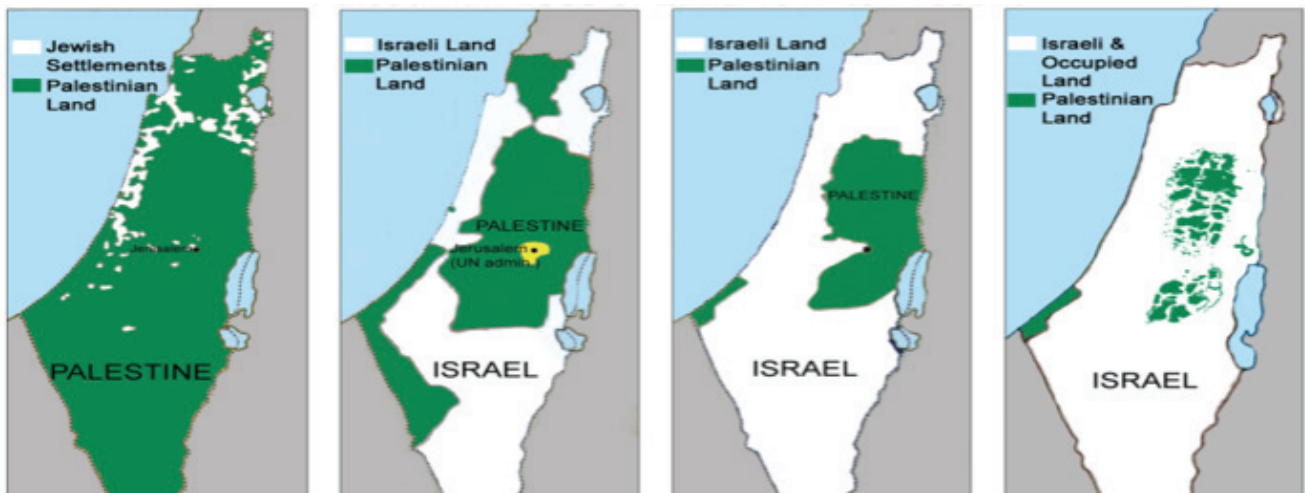 Jewish
Settlements
Palestinian
Land
Jerusalem
PALESTINE
Israeli Land
Palestinian Land
PALESTINE
Jerusalem
(UN admin.)
ISRAEL
Israeli Land
Palestinian Land
PALESTINE
ISRAEL
Israeli &
Occupied
Land
Palestinian
Land
ISRAEL